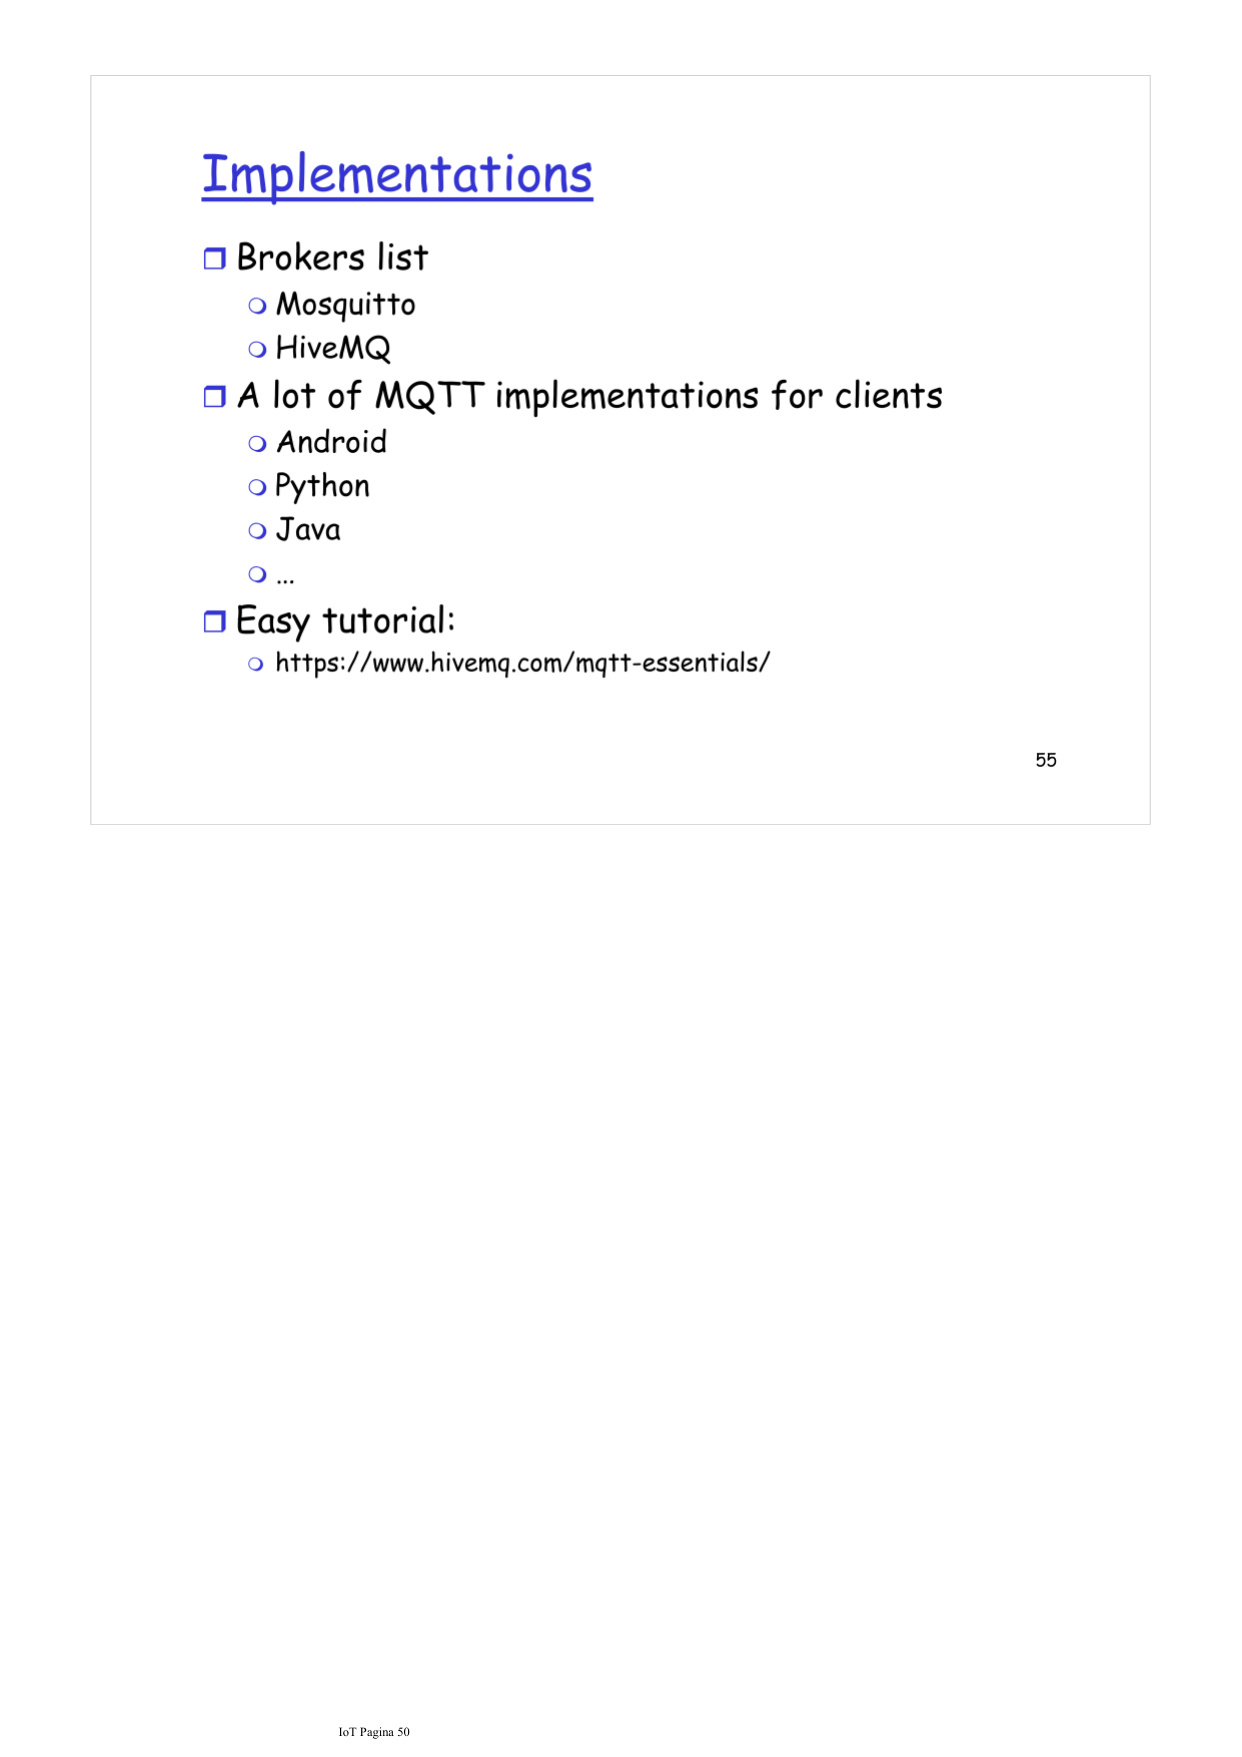 Implementations
Brokers list
Mosquitto
HiveMQ
A lot of MQTT implementations for clients
Android
Python
Java
...
Easy tutorial:
https://www.hivemq.com/mqtt-essentials/
55
IoT Pagina 50